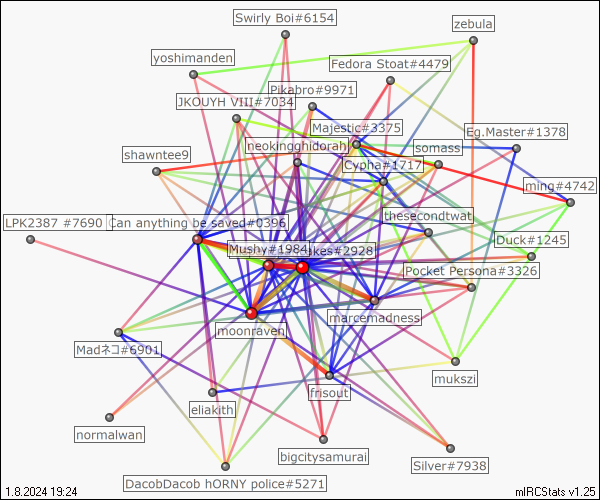 Swirly Boi#6154
zebula
yoshimanden
Fedora Stoat#4479
Pikabro#9971
JKOUYH VIII#7034
Majestic#3375
Eg.Master#1378
neokingghidorah
somass
shawntee9
Cypha#1717
ming#4742
thesecondtwat
LPK2387 #7690
Can anything be saved#0396
Duck#1245
Mushy#1984
kes#2928
Pocket Persona#3326
marcemadness
moonraven
Madネコ#6901
mukszi
frisout
eliakith
normalwan
bigcitysamurai
Silver#7938
DacobDacob hORNY police#5271
1.8.2024 19:24
mIRCStats v1.25